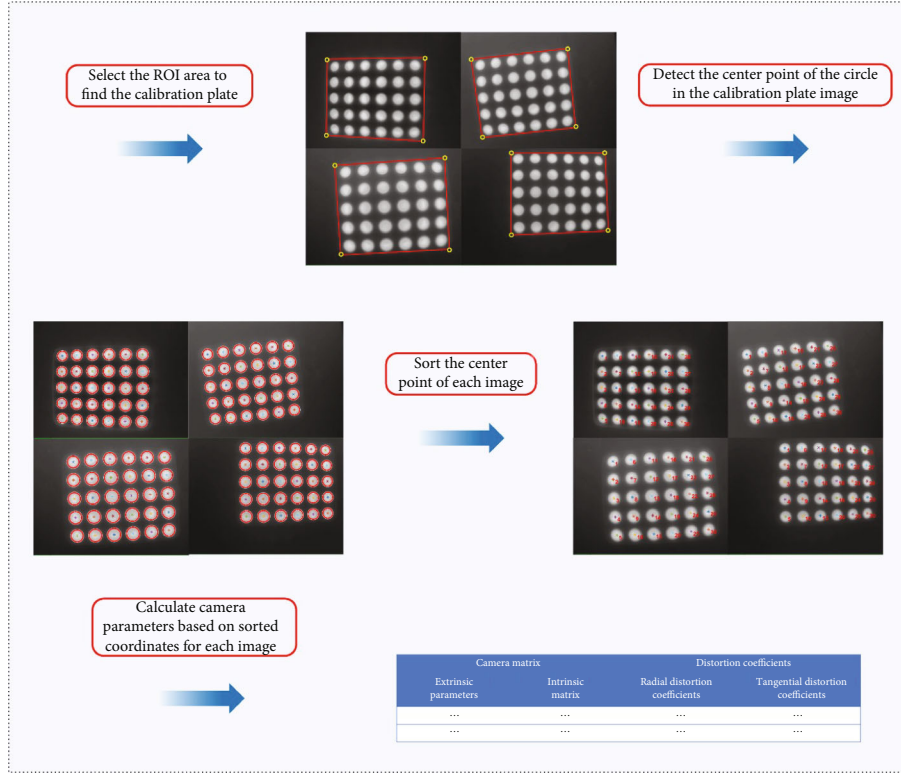 Select the ROI area to
find the calibration plate
Detect the center point of the circle
in the calibration plate image
Sort the center
point of each image
Calculate camera
parameters based on sorted
coordinates for each image
Camera matrix
Distortion coefficients
Extrinsic
parameters
Intrinsic
matrix
Radial distortion
coefficients
Tangential distortion
coefficients
... ... ... ...
... ... ... ...